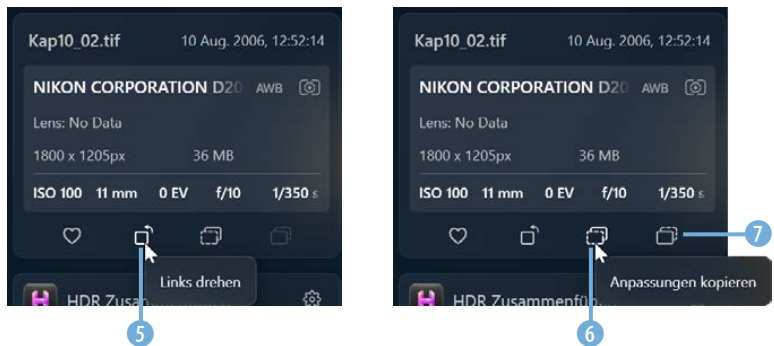 Kap10_02.tif 10 Aug. 2006, 12:52:14
NIKON CORPORATION D20 AWB
Lens: No Data
1800 x 1205px 36 MB
ISO 100 11 mm 0 EV f/10 1/350 s
Links drehen
5
Kap10_02.tif 10 Aug. 2006, 12:52:14
NIKON CORPORATION D20 AWB
Lens: No Data
1800 x 1205px 36 MB
ISO 100 11 mm 0 EV f/10 1/350 s
7
Anpassungen kopieren
H HDR Zusammenfü
6